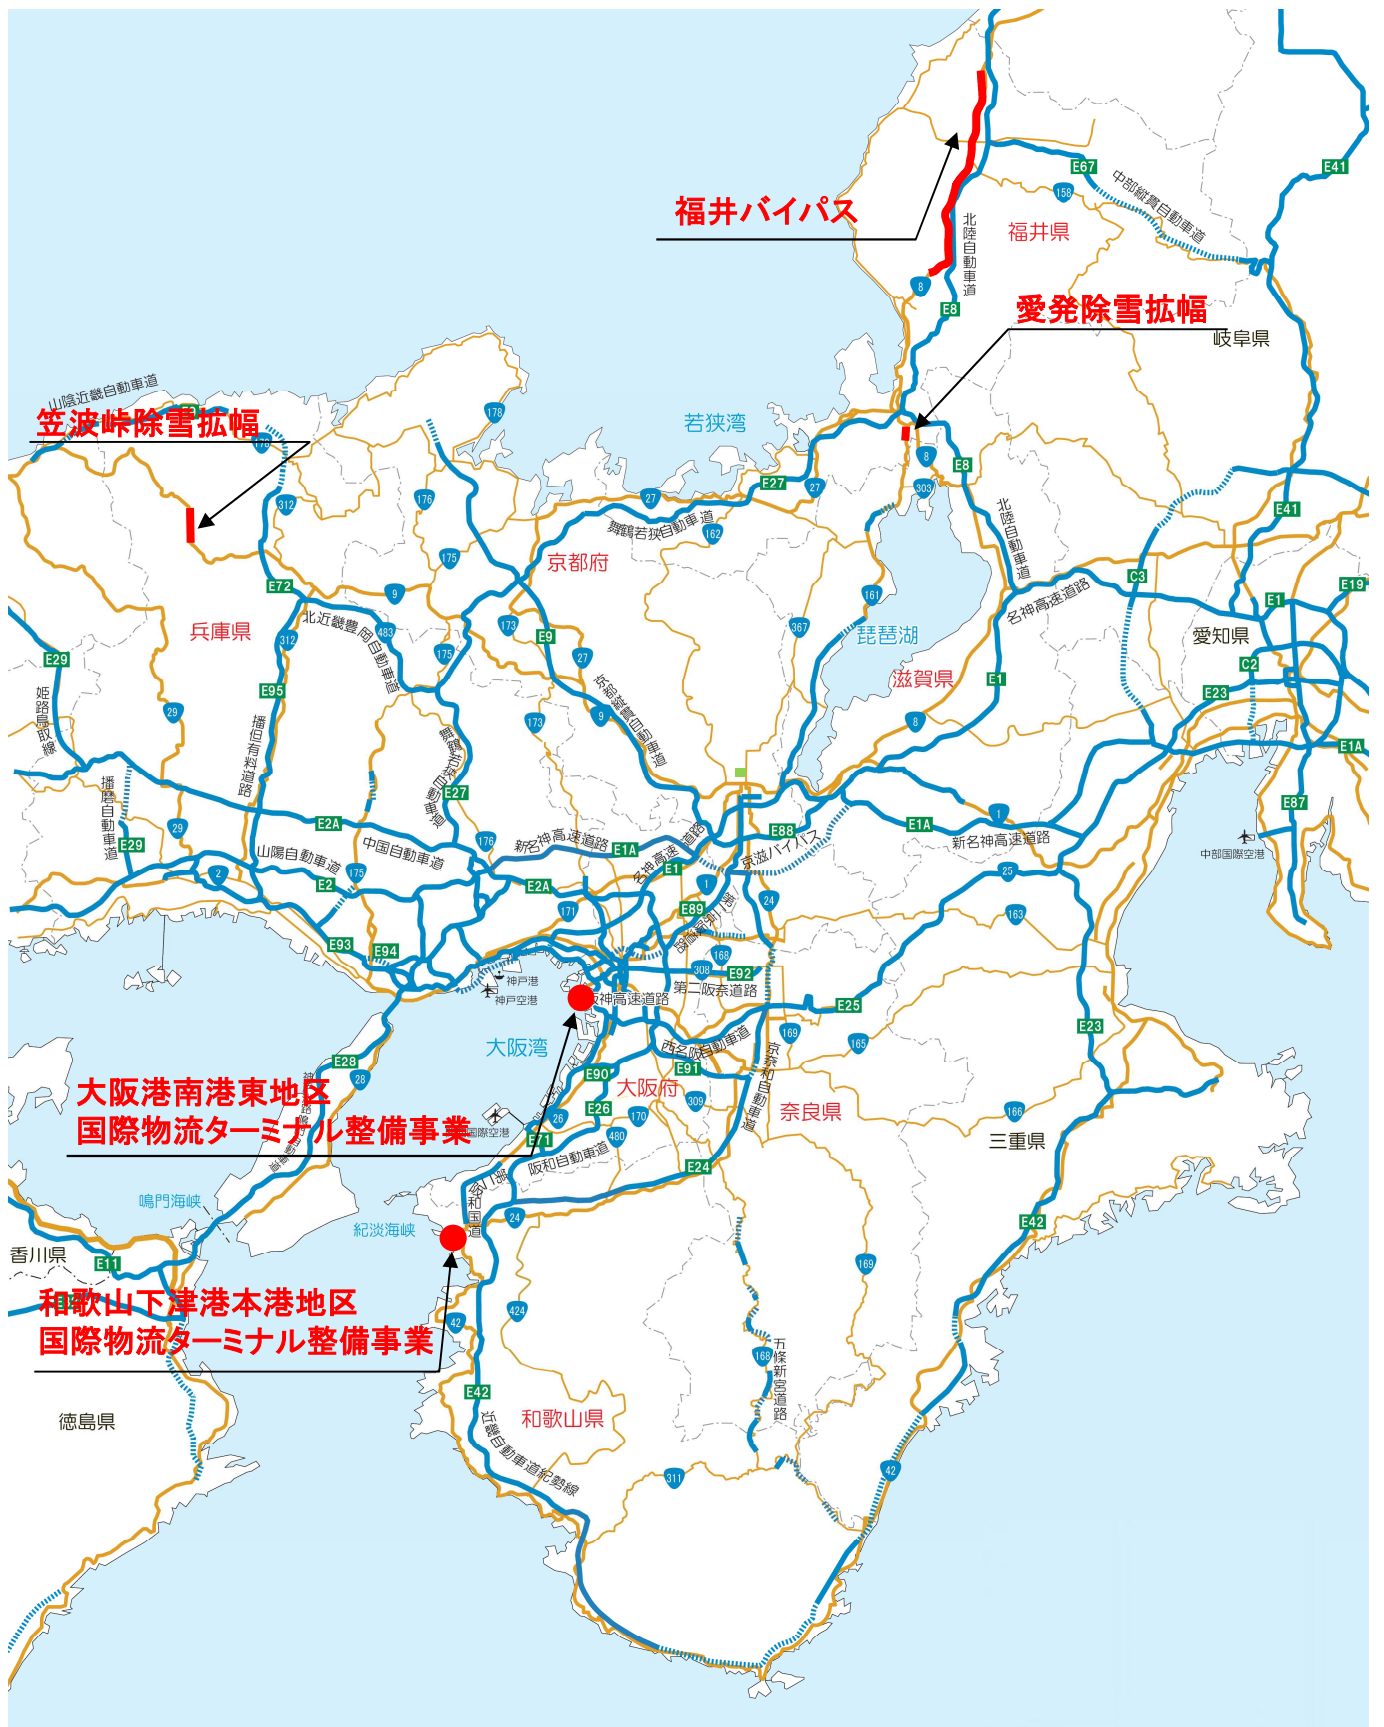 E41
E67
中部縦貫自動車道
158
福井バイパス
北陸自動車道
福井県
8
E8
愛発除雪拡幅
岐阜県
山陰近畿自動車道
笠波峠除雪拡幅
178
178
若狭湾
8
E8
303
E27
27
27
312
176
舞鶴若狭自動車道
162
北陸自動車道
E41
京都府
175
E72
9
161
名神高速道路
C3
E1
E19
兵庫県
312
北近畿豊岡自動車道
483
173
E9
367
琵琶湖
愛知県
175
27
E29
C2
姫路鳥取線
E95
滋賀県
E1
E23
29
播但有料道路
173
京都縦貫自動車道
9
8
舞鶴若狭自動車道
E1A
播磨自動車道
E27
E87
29
E2A
E88
E1A
1
新名神高速道路
中部国際空港
E29
山陽自動車道
中国自動車道
176
新名神高速道路
E1A
名神高速道路
京滋バイパス
E1
2
E2
175
E2A
1
25
171
E89
24
163
第二京阪道路
E93
E94
168
308
E92
神戸港
神戸空港
阪神高速道路
第二阪奈道路
E25
大阪湾
169
165
E23
西名阪自動車道
E28
28
E90
E91
京奈和自動車道
大阪港南港東地区
国際物流ターミナル整備事業
大阪府
309
奈良県
E26
26
170
166
国際空港
480
E71
三重県
阪和自動車道
E24
鳴門海峡
紀淡海峡
24
E42
香川県
E11
169
和歌山下津港本港地区
国際物流ターミナル整備事業
424
42
168
五條新宮道路
E42
徳島県
和歌山県
近畿自動車道紀勢線
311
42